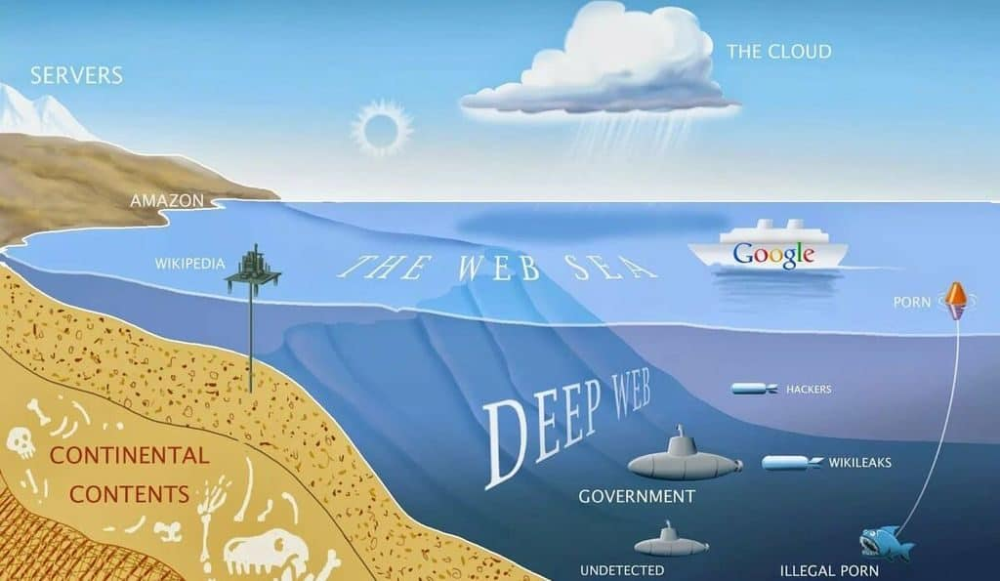 THE CLOUD
SERVERS
AMAZON
WIKIPEDIA
THE WEB SEA
Google
PORN
DEEP WEB
HACKERS
CONTINENTAL
CONTENTS
WIKILEAKS
GOVERNMENT
UNDETECTED
ILLEGAL PORN